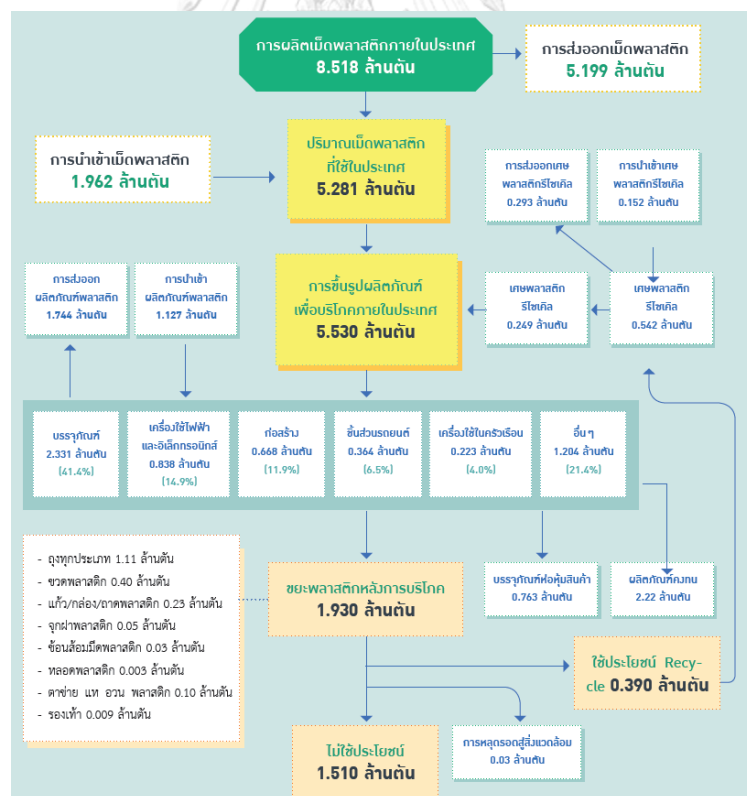 การผลิตเม็ดพลาสติกภายในประเทศ
8.518 ล้านตัน
การส่งออกเม็ดพลาสติก
5.199 ล้านตัน
การนำเข้าเม็ดพลาสติก
1.962 ล้านตัน
ปริมาณเม็ดพลาสติก
ที่ใช้ในประเทศ
5.281 ล้านตัน
การส่งออกเศษ
พลาสติกรีไซเคิล
0.293 ล้านตัน
การนำเข้าเศษ
พลาสติกรีไซเคิล
0.152 ล้านตัน
การส่งออก
ผลิตภัณฑ์พลาสติก
1.744 ล้านตัน
การนำเข้า
ผลิตภัณฑ์พลาสติก
1.127 ล้านตัน
การขึ้นรูปผลิตภัณฑ์
เพื่อบริโภคภายในประเทศ
5.530 ล้านตัน
เศษพลาสติก
รีไซเคิล
0.249 ล้านตัน
เศษพลาสติก
รีไซเคิล
0.542 ล้านตัน
บรรจุภัณฑ์
2.331 ล้านตัน
(41.4%)
เครื่องใช้ไฟฟ้า
และอิเล็กทรอนิกส์
0.838 ล้านตัน
(14.9%)
ก่อสร้าง
0.668 ล้านตัน
(11.9%)
ชิ้นส่วนรถยนต์
0.364 ล้านตัน
(6.5%)
เครื่องใช้ในครัวเรือน
0.223 ล้านตัน
(4.0%)
อื่น ๆ
1.204 ล้านตัน
(21.4%)
- ถุงทุกประเภท 1.11 ล้านตัน
- ขวดพลาสติก 0.40 ล้านตัน
- แก้ว/กล่อง/ถาดพลาสติก 0.23 ล้านตัน
- จุกฝาพลาสติก 0.05 ล้านตัน
- ช้อนส้อมมีดพลาสติก 0.03 ล้านตัน
- หลอดพลาสติก 0.003 ล้านตัน
- ตาข่าย แห อวน พลาสติก 0.10 ล้านตัน
- รองเท้า 0.009 ล้านตัน
ขยะพลาสติกหลังการบริโภค
1.930 ล้านตัน
บรรจุภัณฑ์ห่อหุ้มสินค้า
0.763 ล้านตัน
ผลิตภัณฑ์คงทน
2.22 ล้านตัน
ใช้ประโยชน์ Recy-
cle 0.390 ล้านตัน
ไม่ใช้ประโยชน์
1.510 ล้านตัน
การหลุดรอดสู่สิ่งแวดล้อม
0.03 ล้านตัน